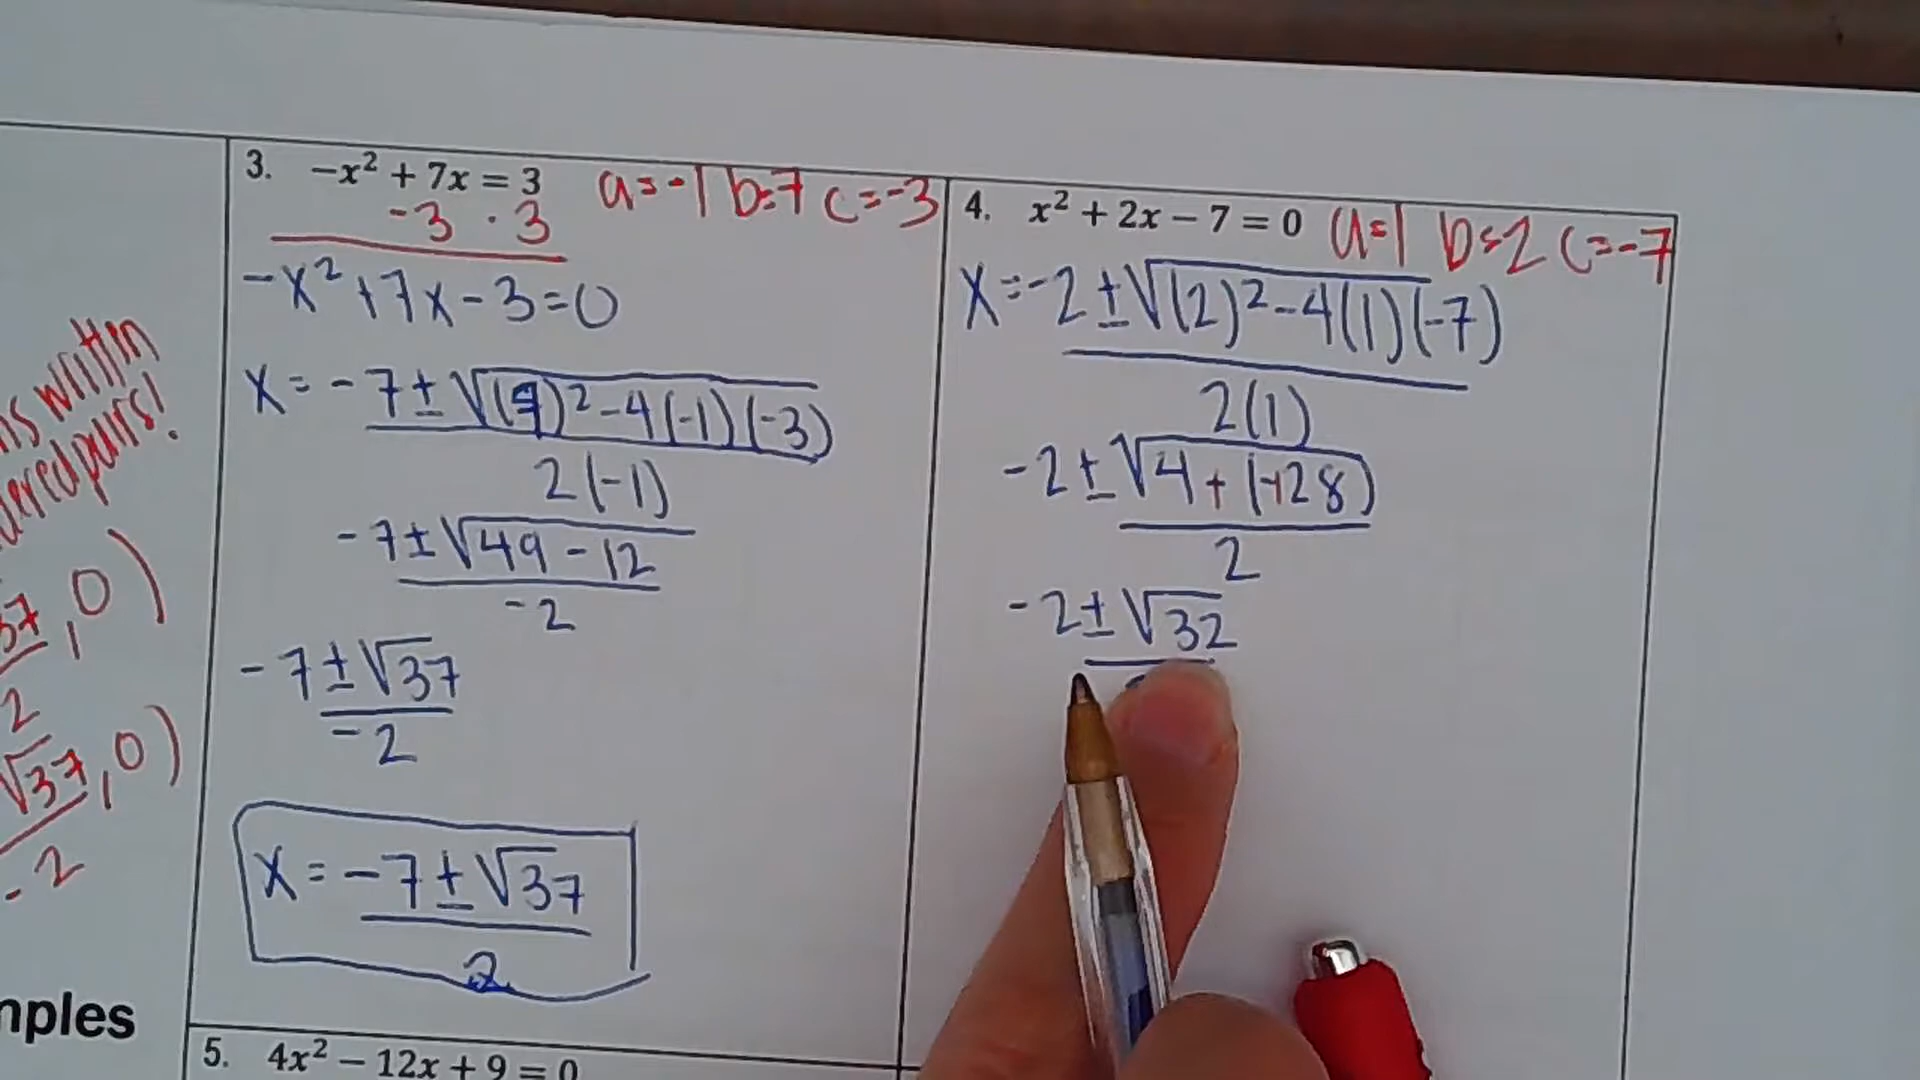 ns written
dered pairs!
37, 0)
2
√37, 0)
-2
mples
3. −x² + 7x = 3 a=-1 b=7 c=-3
-3 -3
-x²+7x-3=0
x = -7±√(7)²-4(-1)(-3)
2(-1)
-7±√49-12
-2
-7±√37
-2
x = -7±√37
2
4. x² + 2x − 7 = 0 a=1 b=2 c=-7
x=-2±√(2)²-4(1)(-7)
2(1)
-2±√4+(+28)
2
-2±√32
5. 4x² − 12x + 9 = 0